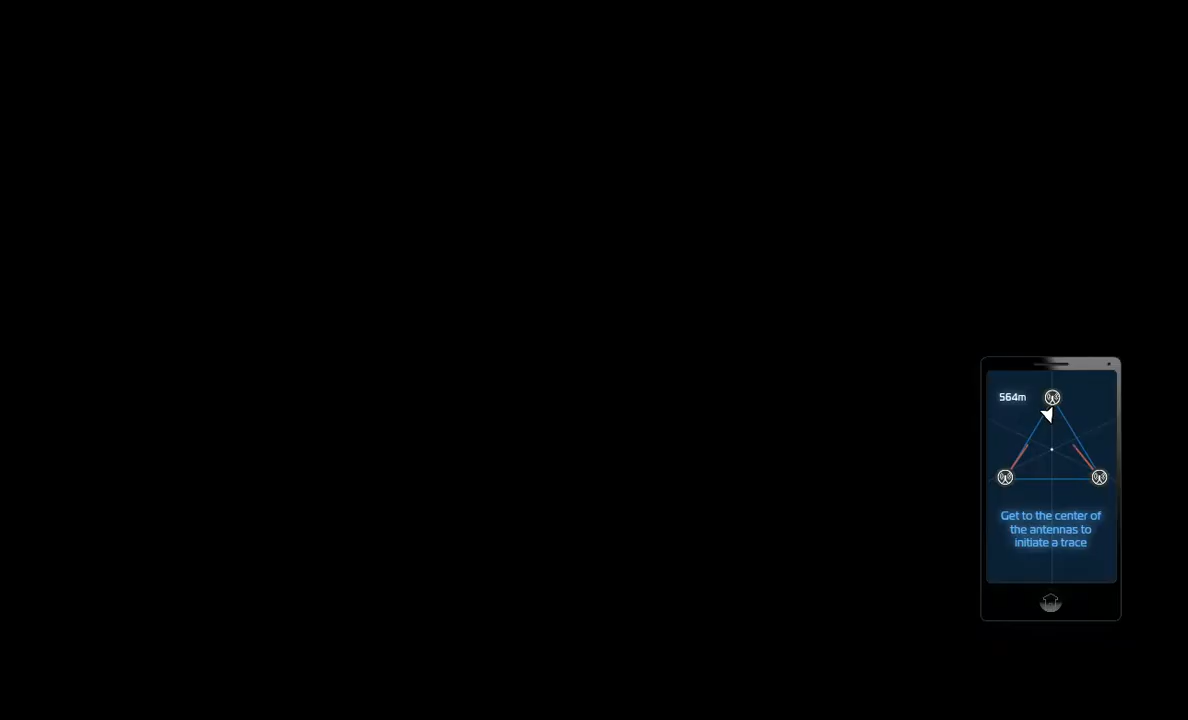 564m
Get to the center of
the antennas to
initiate a trace